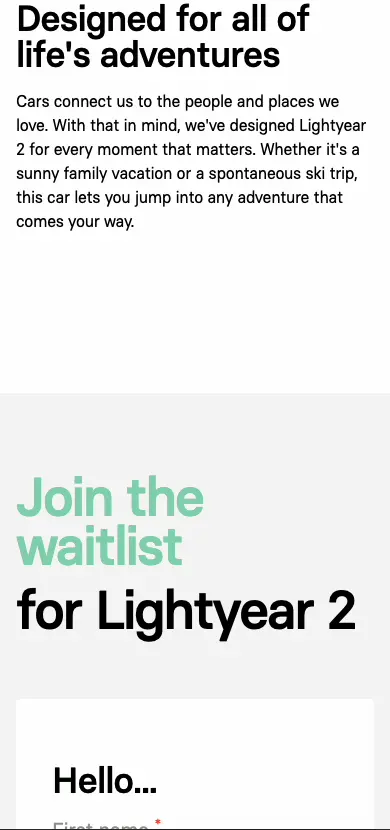 Designed for all of
life's adventures
Cars connect us to the people and places we
love. With that in mind, we've designed Lightyear
2 for every moment that matters. Whether it's a
sunny family vacation or a spontaneous ski trip,
this car lets you jump into any adventure that
comes your way.
Join the
waitlist
for Lightyear 2
Hello...
First name *